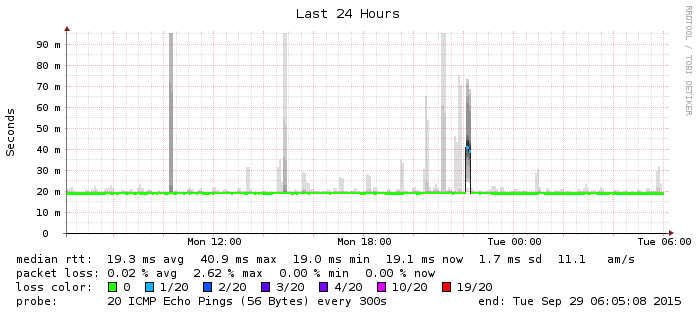 Last 24 Hours
RRDTOOL / TOBI OETIKER
Seconds
90 m
80 m
70 m
60 m
50 m
40 m
30 m
20 m
10 m
0
Mon 12:00 Mon 18:00 Tue 00:00 Tue 06:00
median rtt: 19.3 ms avg 40.9 ms max 19.0 ms min 19.1 ms now 1.7 ms sd 11.1 am/s
packet loss: 0.02 % avg 2.62 % max 0.00 % min 0.00 % now
loss color: 0 1/20 2/20 3/20 4/20 10/20 19/20
probe: 20 ICMP Echo Pings (56 Bytes) every 300s end: Tue Sep 29 06:05:08 2015